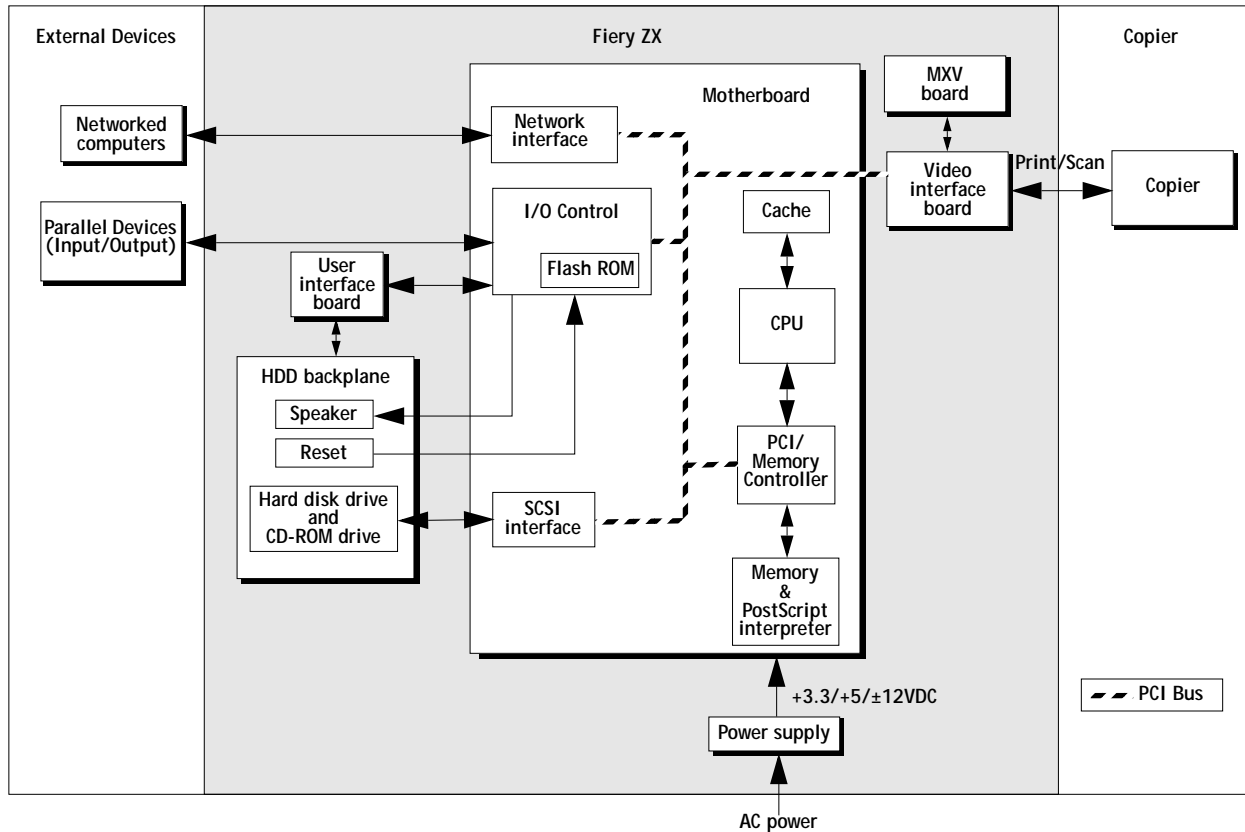 External Devices
Fiery ZX
Copier
MXV
board
Motherboard
Networked
computers
Network
interface
Video
interface
board
Print/Scan
Copier
Parallel Devices
(Input/Output)
I/O Control
Flash ROM
Cache
User
interface
board
CPU
HDD backplane
Speaker
Reset
Hard disk drive
and
CD-ROM drive
SCSI
interface
PCI/
Memory
Controller
Memory
&
PostScript
interpreter
+3.3/+5/±12VDC
PCI Bus
Power supply
AC power